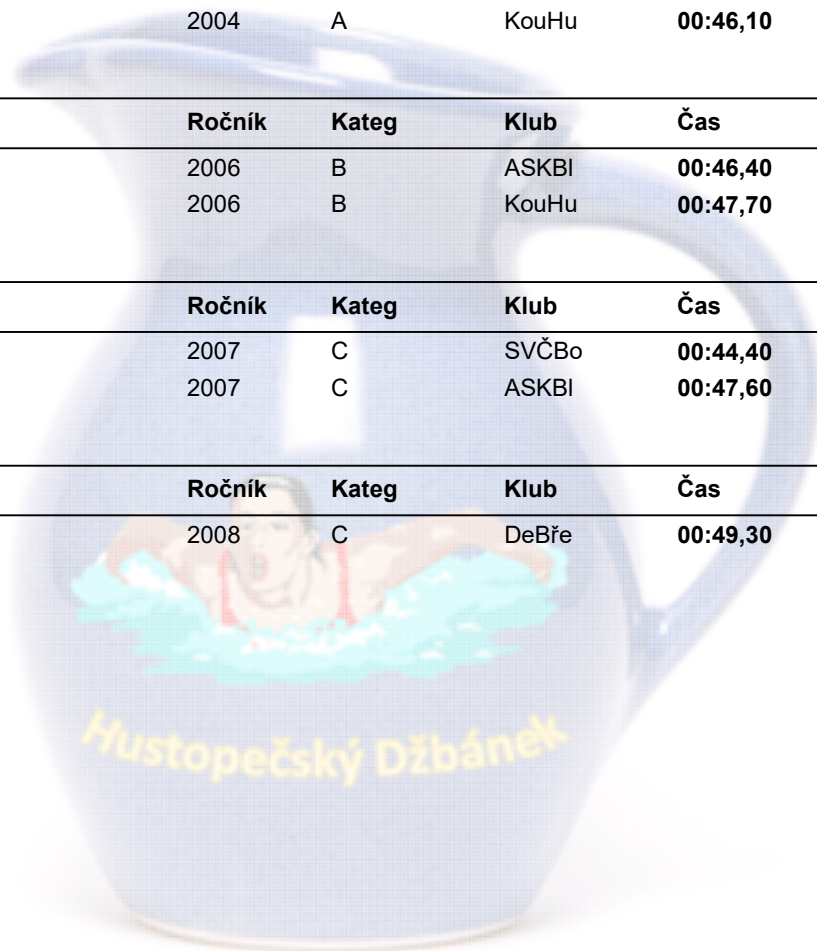 2004 A KouHu 00:46,10
Ročník Kateg Klub Čas
2006 B ASKBl 00:46,40
2006 B KouHu 00:47,70
Ročník Kateg Klub Čas
2007 C SVČBo 00:44,40
2007 C ASKBl 00:47,60
Ročník Kateg Klub Čas
2008 C DeBře 00:49,30
Hustopečský Džbánek